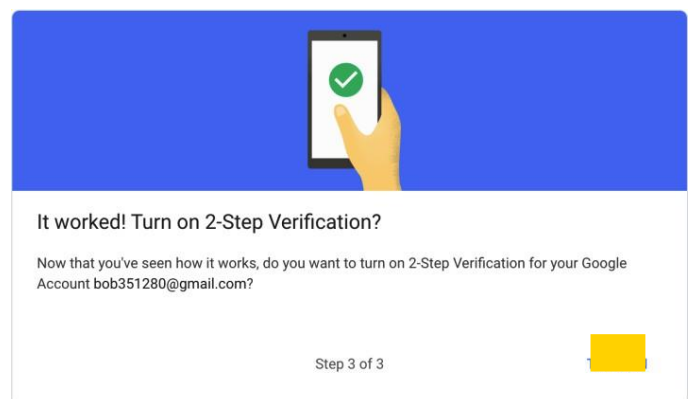 It worked! Turn on 2-Step Verification?
Now that you've seen how it works, do you want to turn on 2-Step Verification for your Google
Account bob351280@gmail.com?
Step 3 of 3